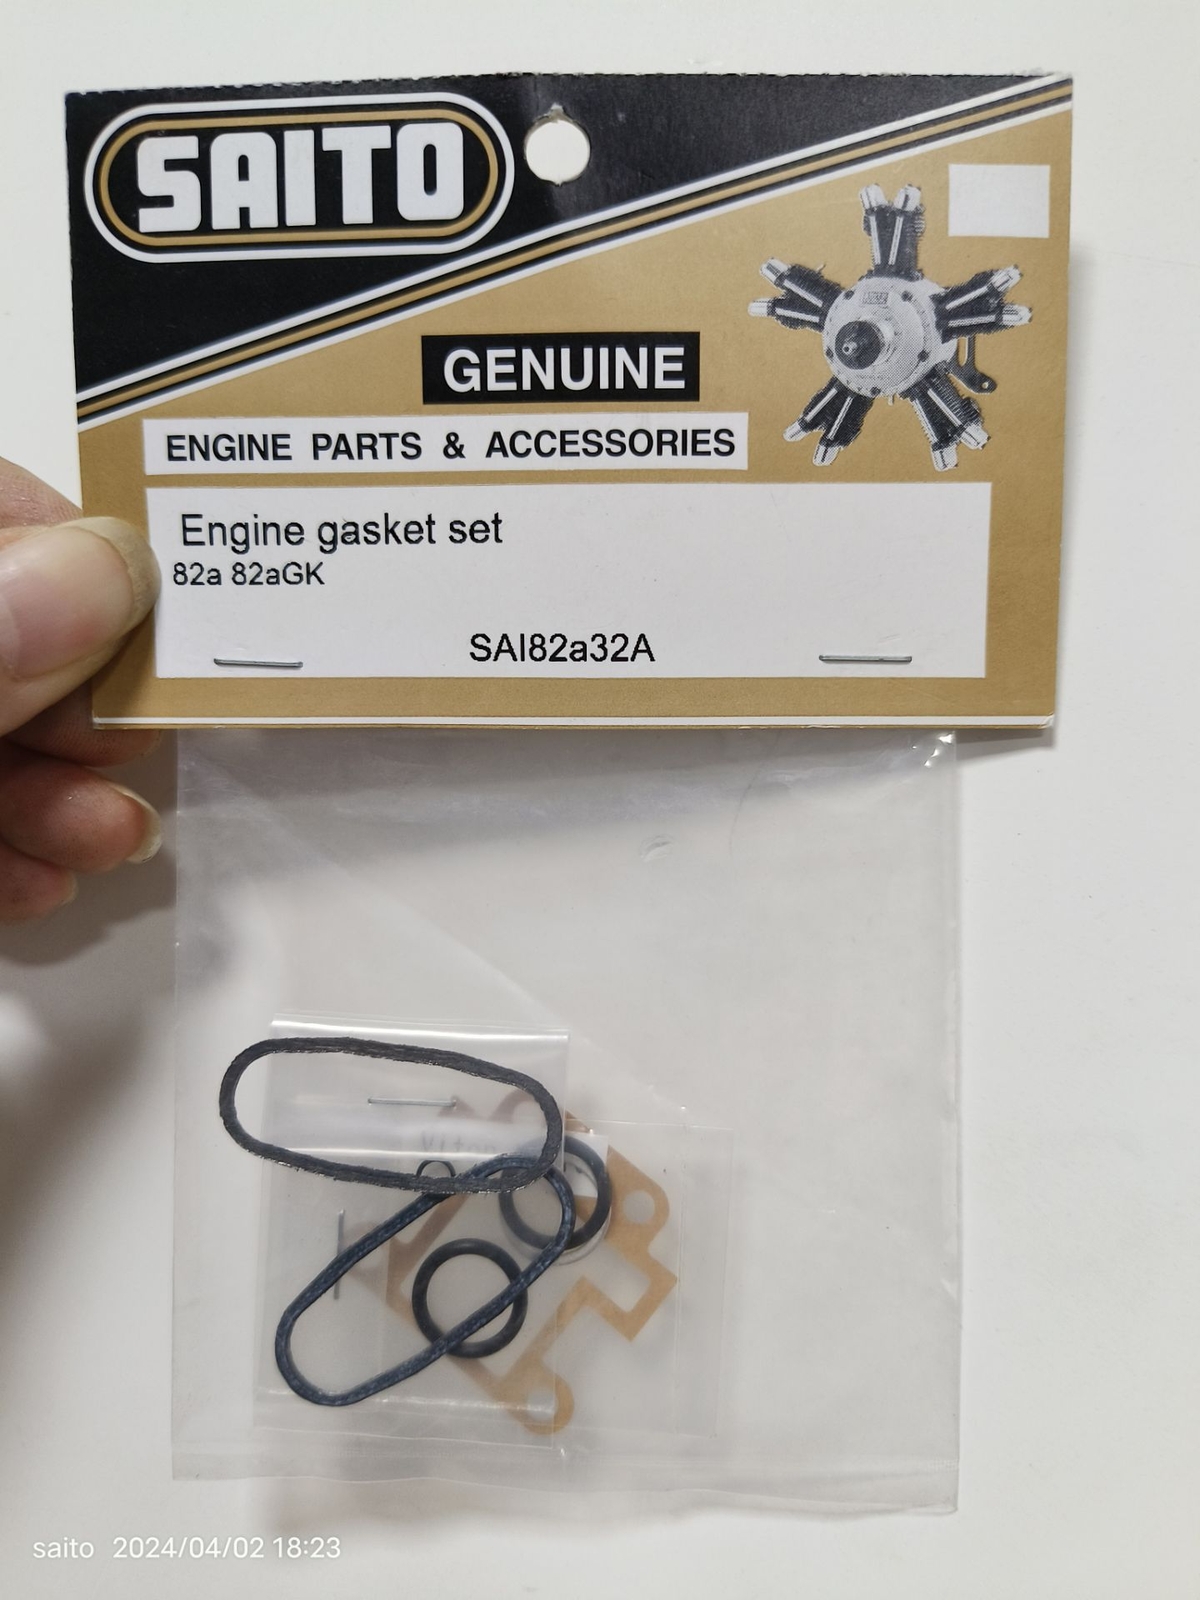 SAITO
GENUINE
ENGINE PARTS & ACCESSORIES
Engine gasket set
82a 82aGK
SAI82a32A
saito 2024/04/02 18:23